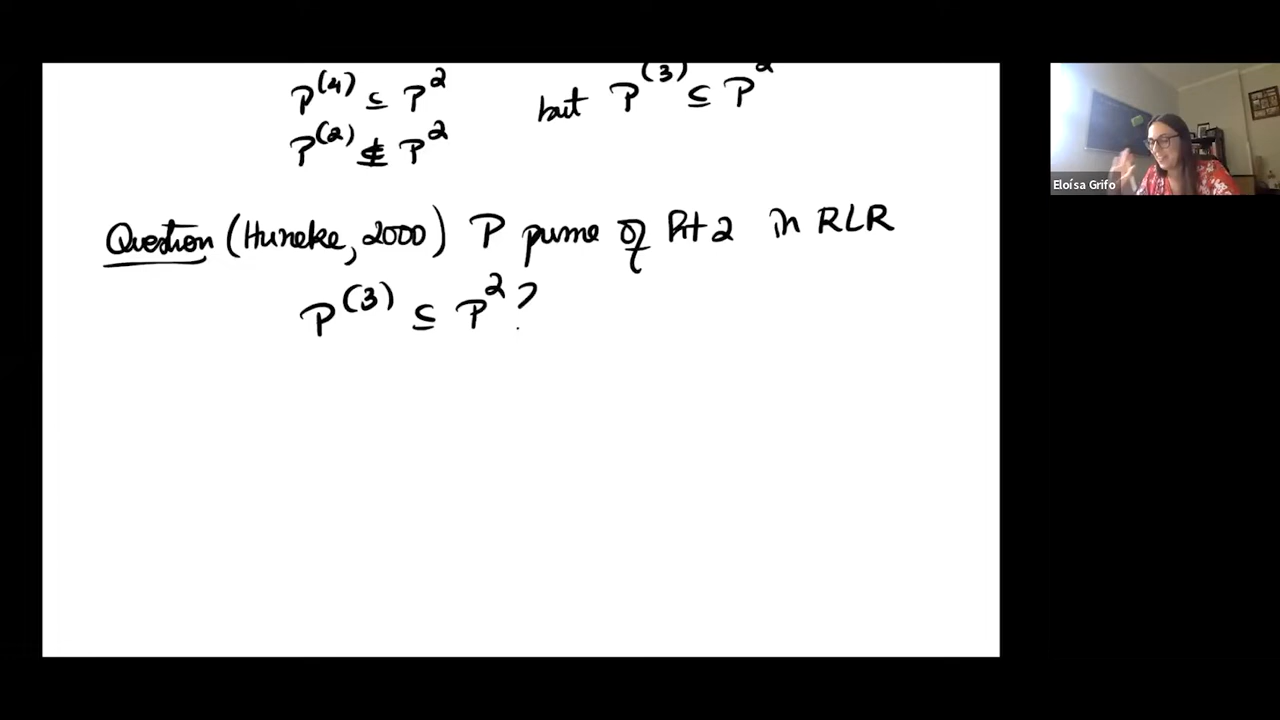 P^(4) ⊆ P^2
but P^(3) ⊆ P^2
P^(2) ⊈ P^2
Question (Huneke, 2000) P prime of ht 2 in RLR
P^(3) ⊆ P^2?
Eloísa Grifo